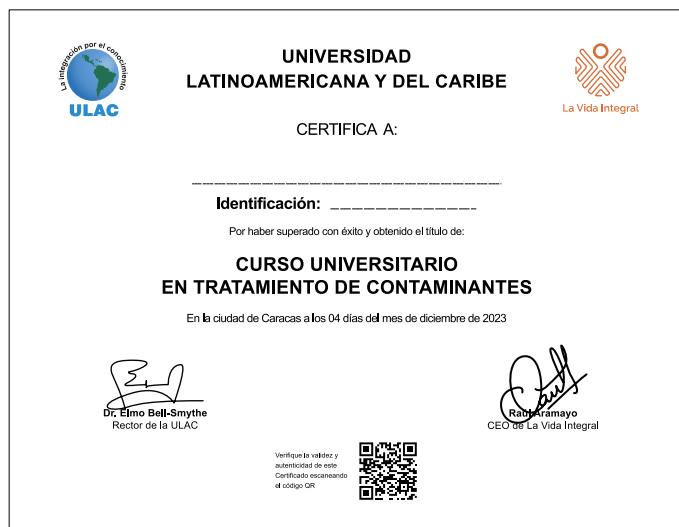 La integración por el conocimiento
ULAC
UNIVERSIDAD
LATINOAMERICANA Y DEL CARIBE
La Vida Integral
CERTIFICA A:
Identificación:
Por haber superado con éxito y obtenido el título de:
CURSO UNIVERSITARIO
EN TRATAMIENTO DE CONTAMINANTES
En la ciudad de Caracas a los 04 días del mes de diciembre de 2023
Dr. Elmo Bell-Smythe
Rector de la ULAC
Raúl Aramayo
CEO de La Vida Integral
Verifique la validez y
autenticidad de este
Certificado escaneando
el código QR